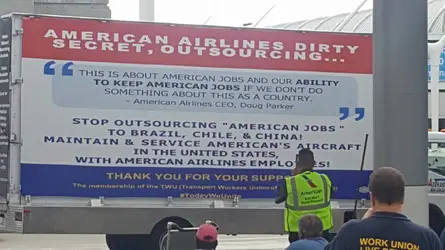 AMERICAN AIRLINES DIRTY
SECRET, OUTSOURCING...
“THIS IS ABOUT AMERICAN JOBS AND OUR ABILITY
TO KEEP AMERICAN JOBS IF WE DON'T DO
SOMETHING ABOUT THIS AS A COUNTRY.”
- American Airlines CEO, Doug Parker
STOP OUTSOURCING "AMERICAN JOBS"
TO BRAZIL, CHILE, & CHINA!
MAINTAIN & SERVICE AMERICAN'S AIRCRAFT
IN THE UNITED STATES,
WITH AMERICAN AIRLINES EMPLOYEES!
THANK YOU FOR YOUR SUPP
The membership of the TWU (Transport Workers Union of
#TodayWeUnite
American
WORK UNION
LIVE